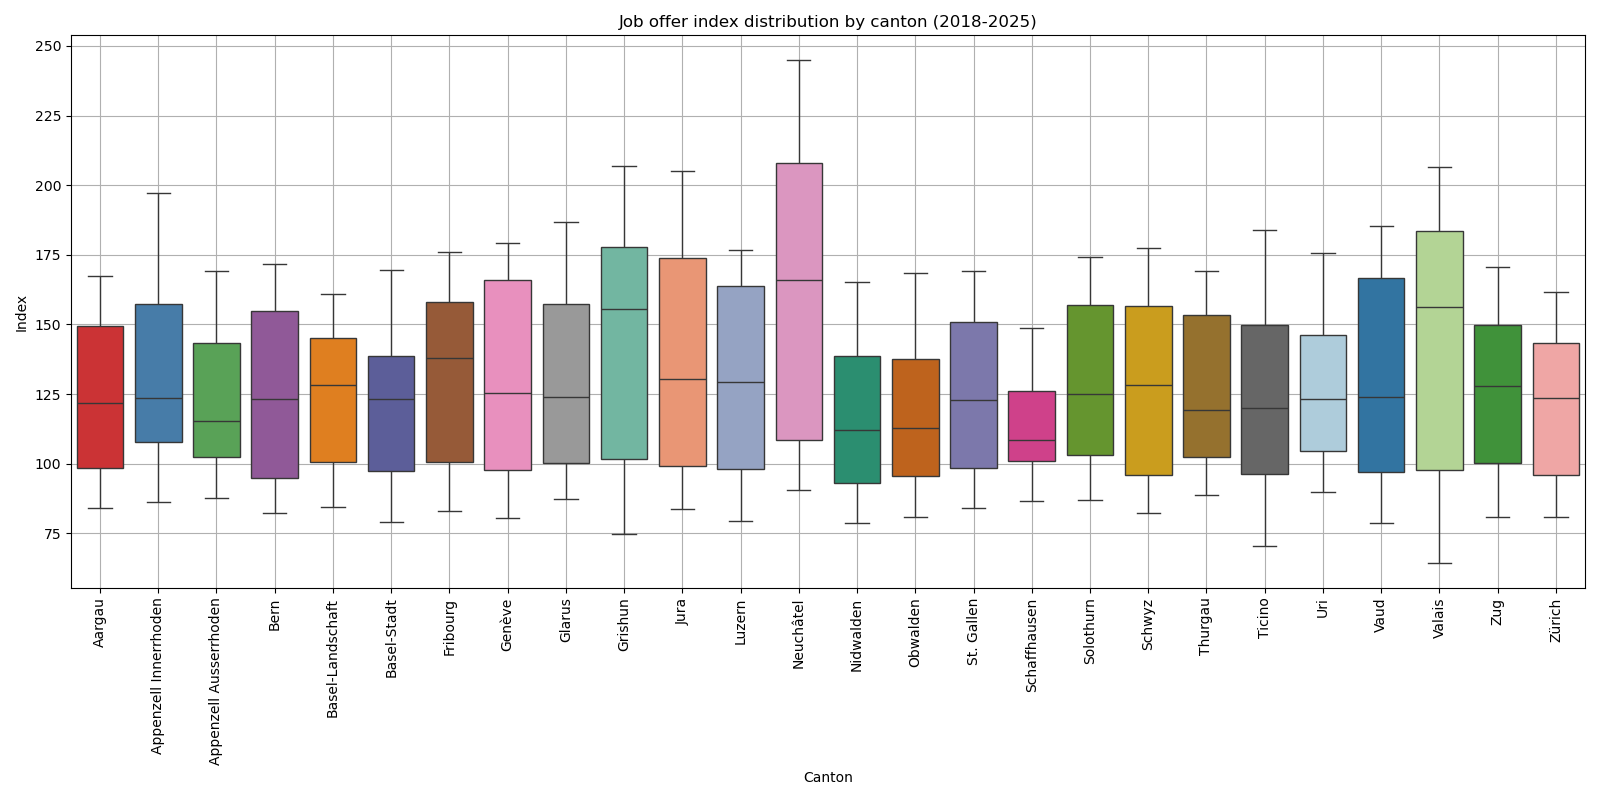 Job offer index distribution by canton (2018-2025)
250
225
200
175
150
125
100
75
Index
Aargau
Appenzell Innerrhoden
Appenzell Ausserrhoden
Bern
Basel-Landschaft
Basel-Stadt
Fribourg
Genève
Glarus
Grishun
Jura
Luzern
Neuchâtel
Nidwalden
Obwalden
St. Gallen
Schaffhausen
Solothurn
Schwyz
Thurgau
Ticino
Uri
Vaud
Valais
Zug
Zürich
Canton